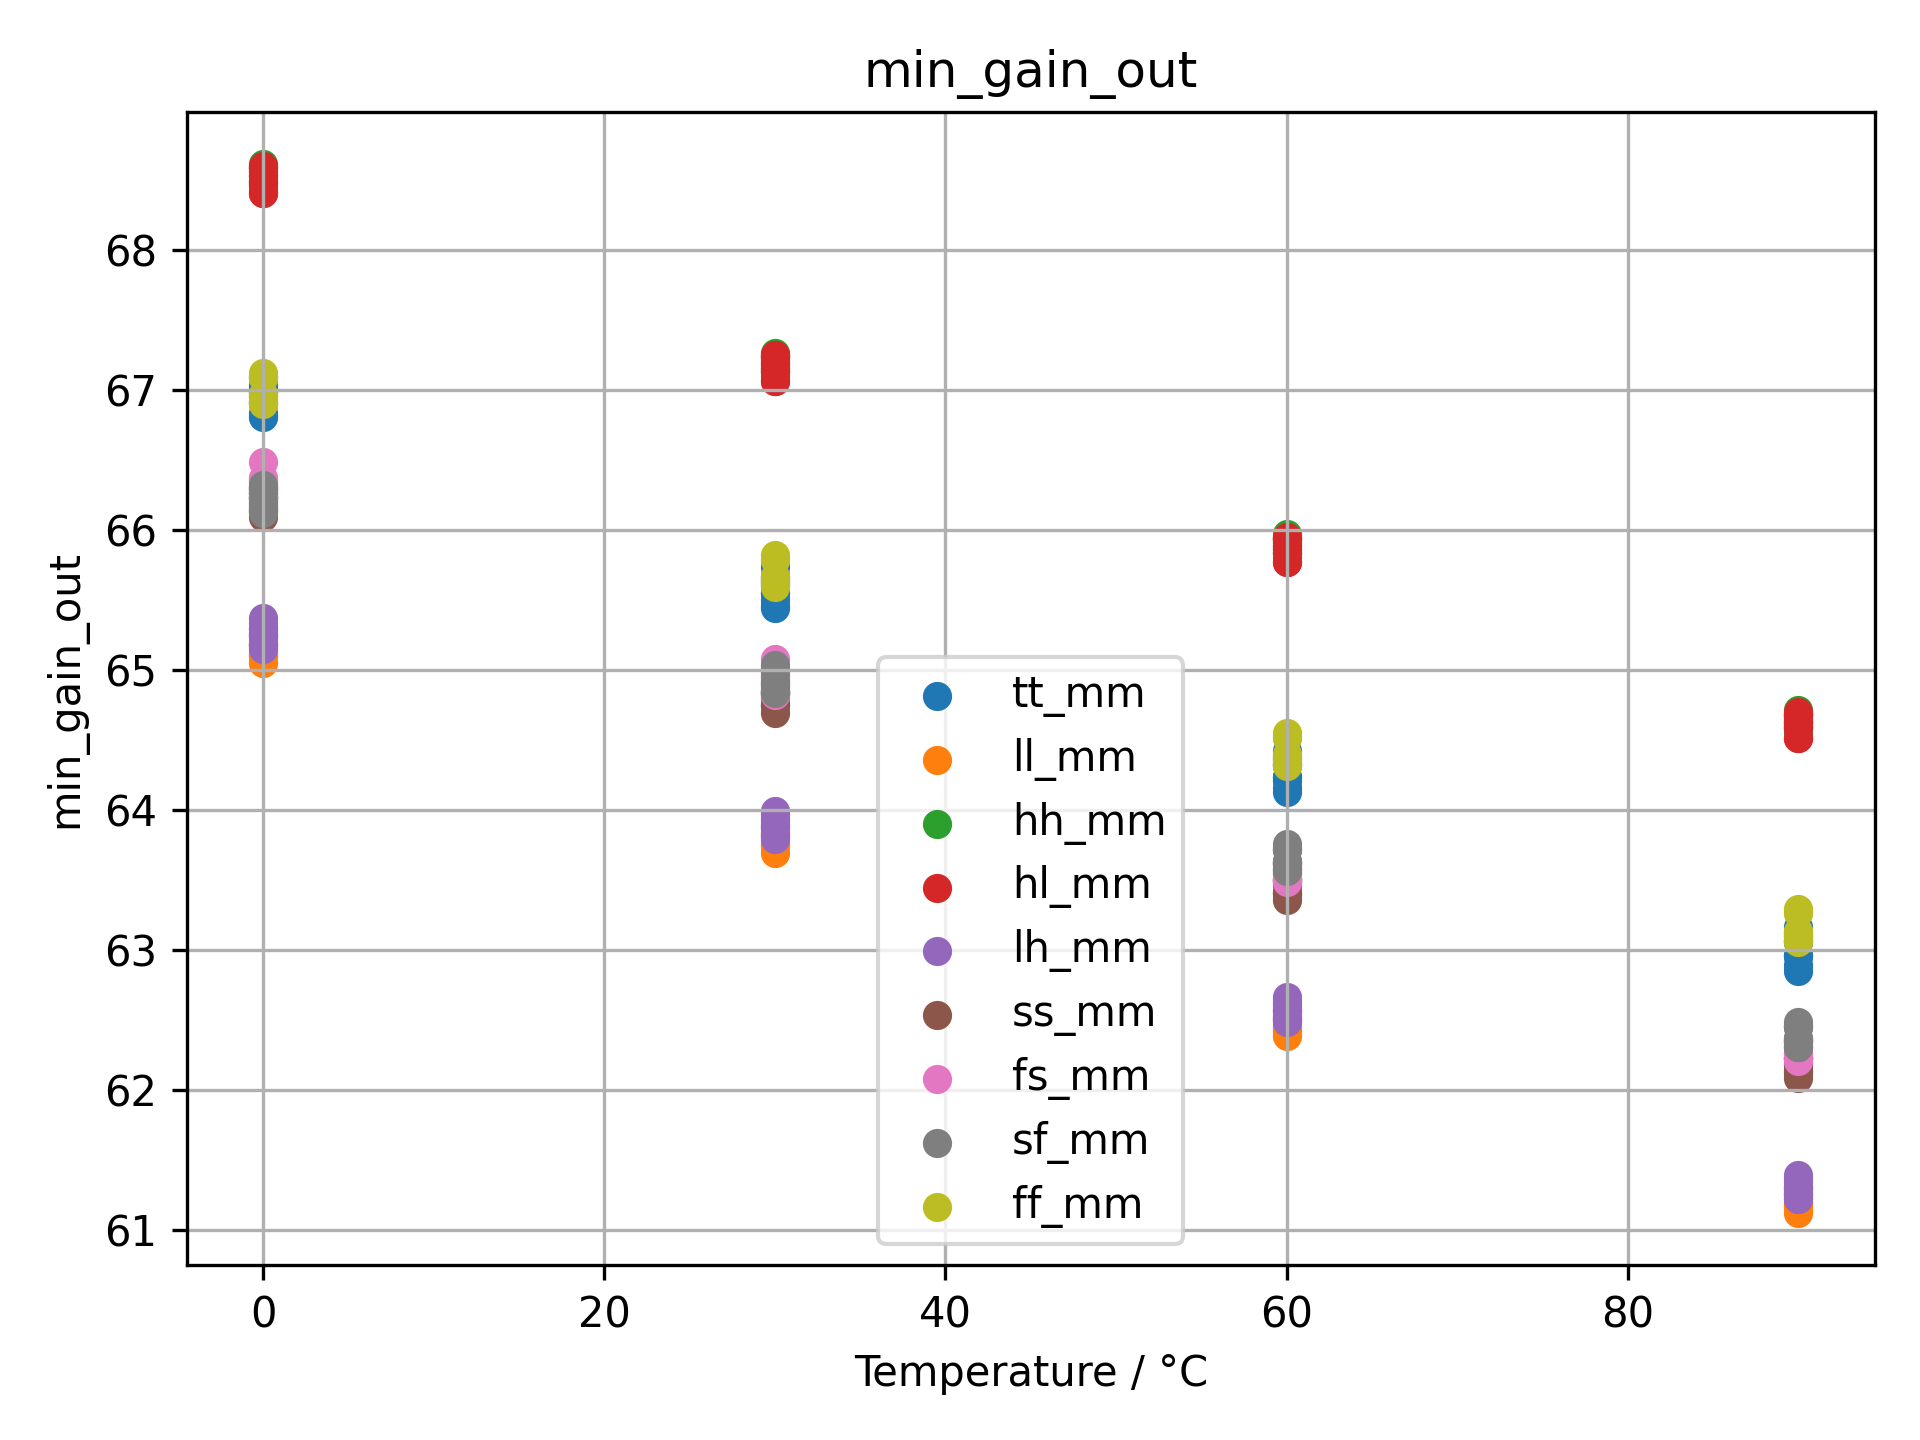 min_gain_out
68
67
66
65
64
63
62
61
min_gain_out
tt_mm
ll_mm
hh_mm
hl_mm
lh_mm
ss_mm
fs_mm
sf_mm
ff_mm
0 20 40 60 80
Temperature / °C